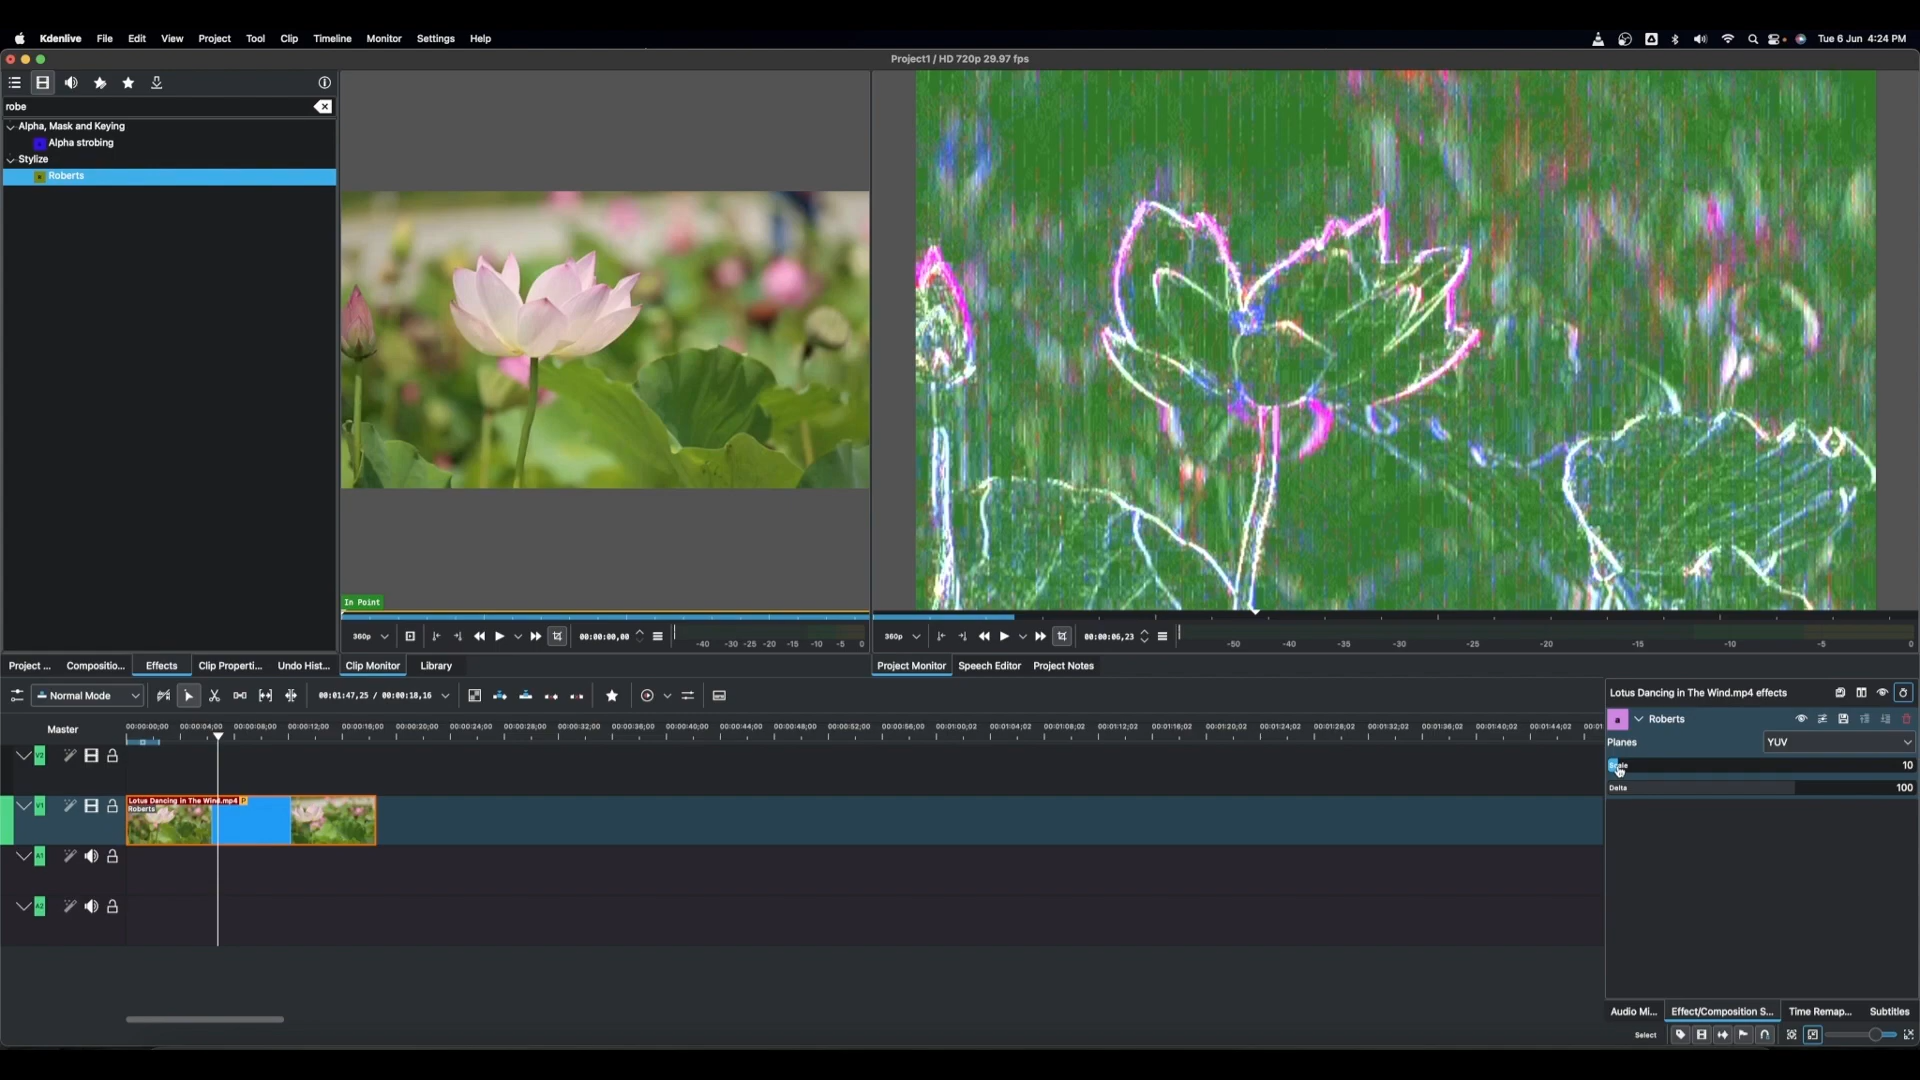 Kdenlive File Edit View Project Tool Clip Timeline Monitor Settings Help
Tue 6 Jun 4:24 PM
Project1 / HD 720p 29.97 fps
robe
Alpha, Mask and Keying
Alpha strobing
Stylize
Roberts
In Point
360p
00:00:00,00
-40 -30 -25 -20 -15 -10 -5 0
360p
00:00:06,23
-50 -40 -30 -25 -20 -15 -10 -5 0
Project ... Compositio... Effects Clip Properti... Undo Hist... Clip Monitor Library
Project Monitor Speech Editor Project Notes
Normal Mode
00:01:47,25 / 00:00:18,16
Master
00:00:00;00 00:00:04;00 00:00:08;00 00:00:12;00 00:00:16;00 00:00:20;00 00:00:24;00 00:00:28;00 00:00:32;00 00:00:36;00 00:00:40;00 00:00:44;00 00:00:48;00 00:00:52;00 00:00:56;00 00:01:00;02 00:01:04;02 00:01:08;02 00:01:12;02 00:01:16;02 00:01:20;02 00:01:24;02 00:01:28;02 00:01:32;02 00:01:36;02 00:01:40;02 00:01:44;02 00:01
V2
V1
Lotus Dancing in The Wind.mp4
Roberts
A1
A2
Lotus Dancing in The Wind.mp4 effects
Roberts
Planes YUV
10
Delta 100
Audio Mi... Effect/Composition S... Time Remap... Subtitles
Select